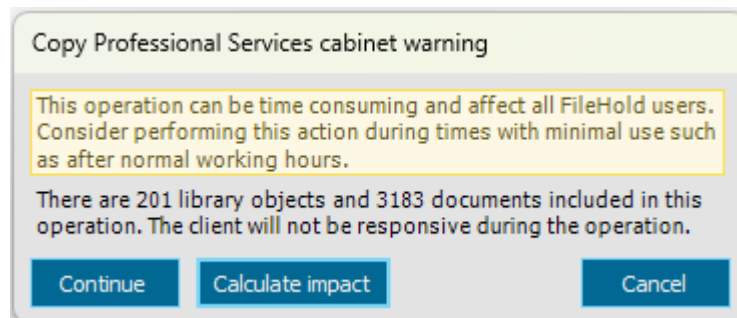 Copy Professional Services cabinet warning
This operation can be time consuming and affect all FileHold users.
Consider performing this action during times with minimal use such
as after normal working hours.
There are 201 library objects and 3183 documents included in this
operation. The client will not be responsive during the operation.
Continue
Calculate impact
Cancel